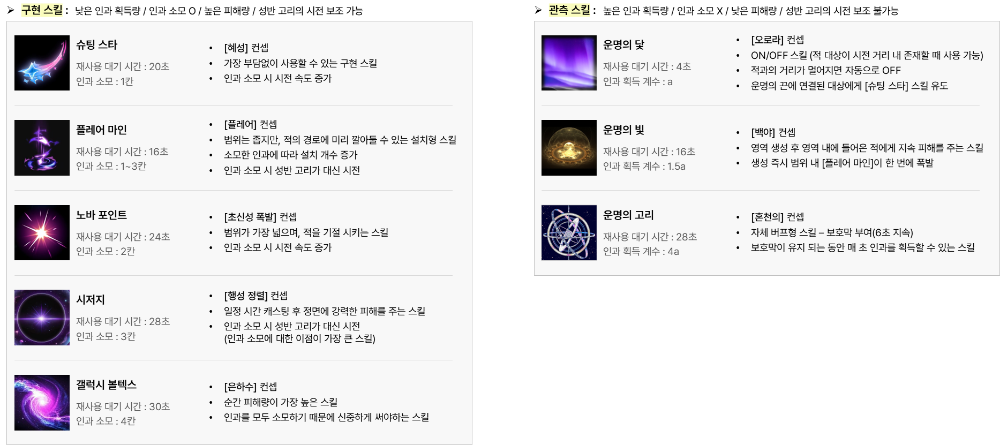 ➢ 구현 스킬 : 낮은 인과 획득량 / 인과 소모 O / 높은 피해량 / 성반 고리의 시전 보조 가능
슈팅 스타
재사용 대기 시간 : 20초
인과 소모 : 1칸
• [혜성] 컨셉
• 가장 부담없이 사용할 수 있는 구현 스킬
• 인과 소모 시 시전 속도 증가
플레어 마인
재사용 대기 시간 : 16초
인과 소모 : 1~3칸
• [플레어] 컨셉
• 범위는 좁지만, 적의 경로에 미리 깔아둘 수 있는 설치형 스킬
• 소모한 인과에 따라 설치 개수 증가
• 인과 소모 시 성반 고리가 대신 시전
노바 포인트
재사용 대기 시간 : 24초
인과 소모 : 2칸
• [초신성 폭발] 컨셉
• 범위가 가장 넓으며, 적을 기절 시키는 스킬
• 인과 소모 시 시전 속도 증가
시저지
재사용 대기 시간 : 28초
인과 소모 : 3칸
• [행성 정렬] 컨셉
• 일정 시간 캐스팅 후 정면에 강력한 피해를 주는 스킬
• 인과 소모 시 성반 고리가 대신 시전
(인과 소모에 대한 이점이 가장 큰 스킬)
갤럭시 볼텍스
재사용 대기 시간 : 30초
인과 소모 : 4칸
• [은하수] 컨셉
• 순간 피해량이 가장 높은 스킬
• 인과를 모두 소모하기 때문에 신중하게 써야하는 스킬
➢ 관측 스킬 : 높은 인과 획득량 / 인과 소모 X / 낮은 피해량 / 성반 고리의 시전 보조 불가능
운명의 닻
재사용 대기 시간 : 4초
인과 획득 계수 : a
• [오로라] 컨셉
• ON/OFF 스킬 (적 대상이 시전 거리 내 존재할 때 사용 가능)
• 적과의 거리가 멀어지면 자동으로 OFF
• 운명의 끈에 연결된 대상에게 [슈팅 스타] 스킬 유도
운명의 빛
재사용 대기 시간 : 16초
인과 획득 계수 : 1.5a
• [백야] 컨셉
• 영역 생성 후 영역 내에 들어온 적에게 지속 피해를 주는 스킬
• 생성 즉시 범위 내 [플레어 마인]이 한 번에 폭발
운명의 고리
재사용 대기 시간 : 28초
인과 획득 계수 : 4a
• [혼천의] 컨셉
• 자체 버프형 스킬 – 보호막 부여(6초 지속)
• 보호막이 유지 되는 동안 매 초 인과를 획득할 수 있는 스킬